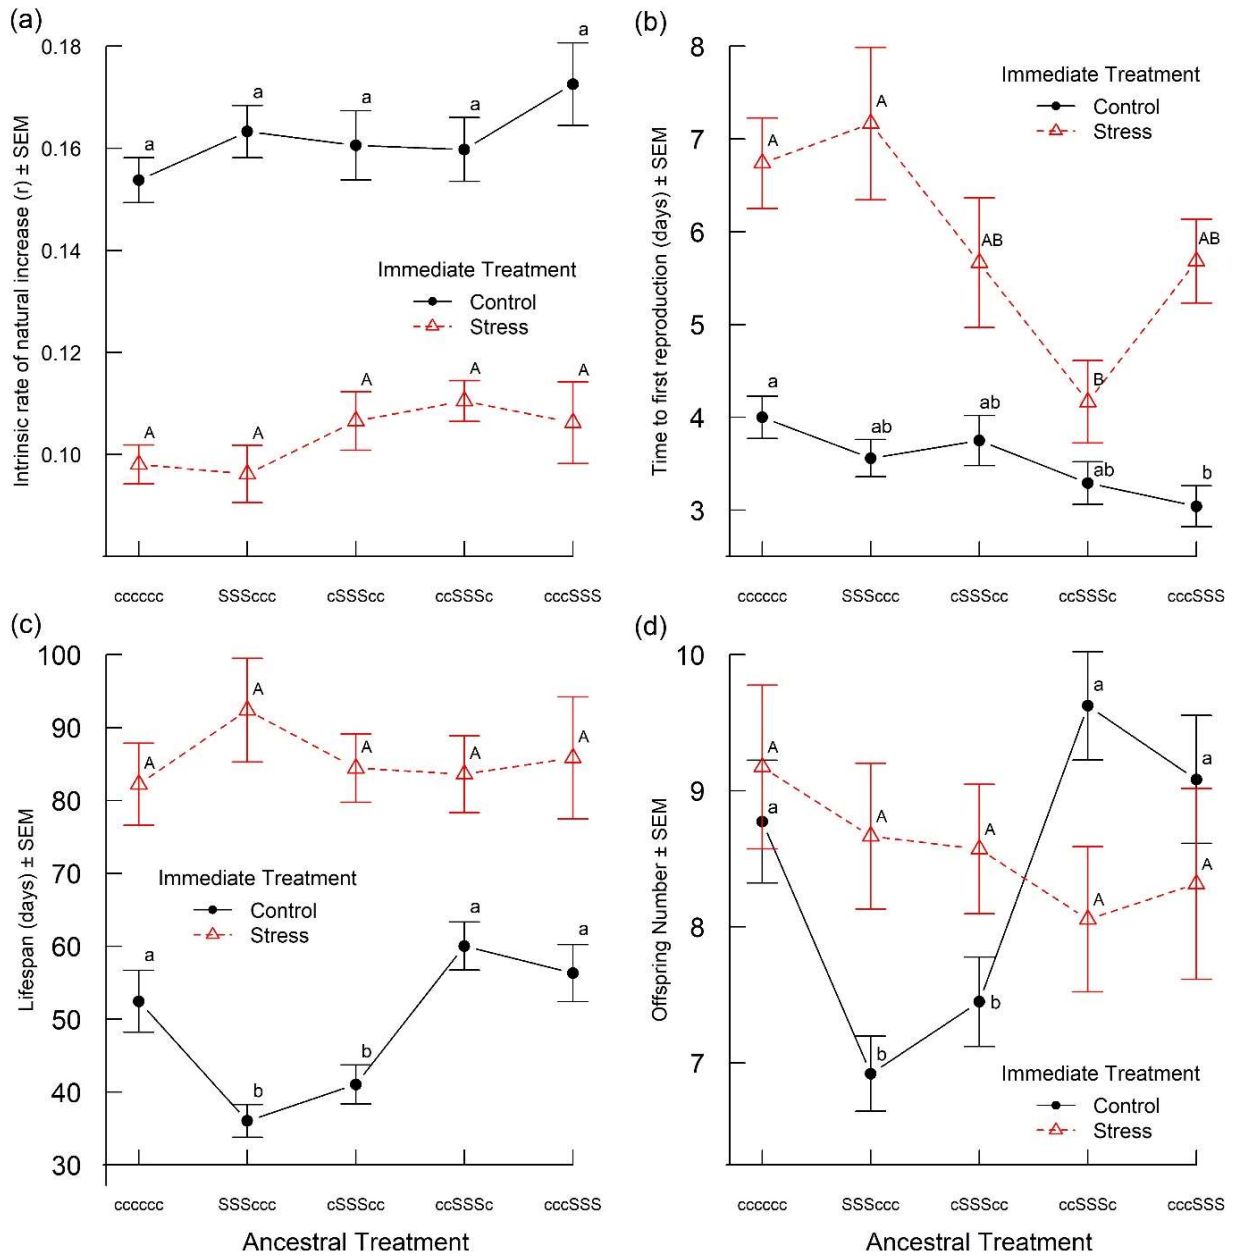 (a)
0.18
0.16
0.14
0.12
0.10
Intrinsic rate of natural increase (r) ± SEM
a
a
a
a
a
Immediate Treatment
Control
Stress
A
A
A
A
A
cccccc
SSSccc
cSSScc
ccSSSc
cccSSS
(b)
8
7
6
5
4
3
Time to first reproduction (days) ± SEM
Immediate Treatment
Control
Stress
A
A
AB
B
AB
a
ab
ab
ab
b
cccccc
SSSccc
cSSScc
ccSSSc
cccSSS
(c)
100
90
80
70
60
50
40
30
Lifespan (days) ± SEM
A
A
A
A
A
Immediate Treatment
Control
Stress
a
b
b
a
a
cccccc
SSSccc
cSSScc
ccSSSc
cccSSS
Ancestral Treatment
(d)
10
9
8
7
Offspring Number ± SEM
A
A
A
A
A
a
b
b
a
a
Immediate Treatment
Control
Stress
cccccc
SSSccc
cSSScc
ccSSSc
cccSSS
Ancestral Treatment